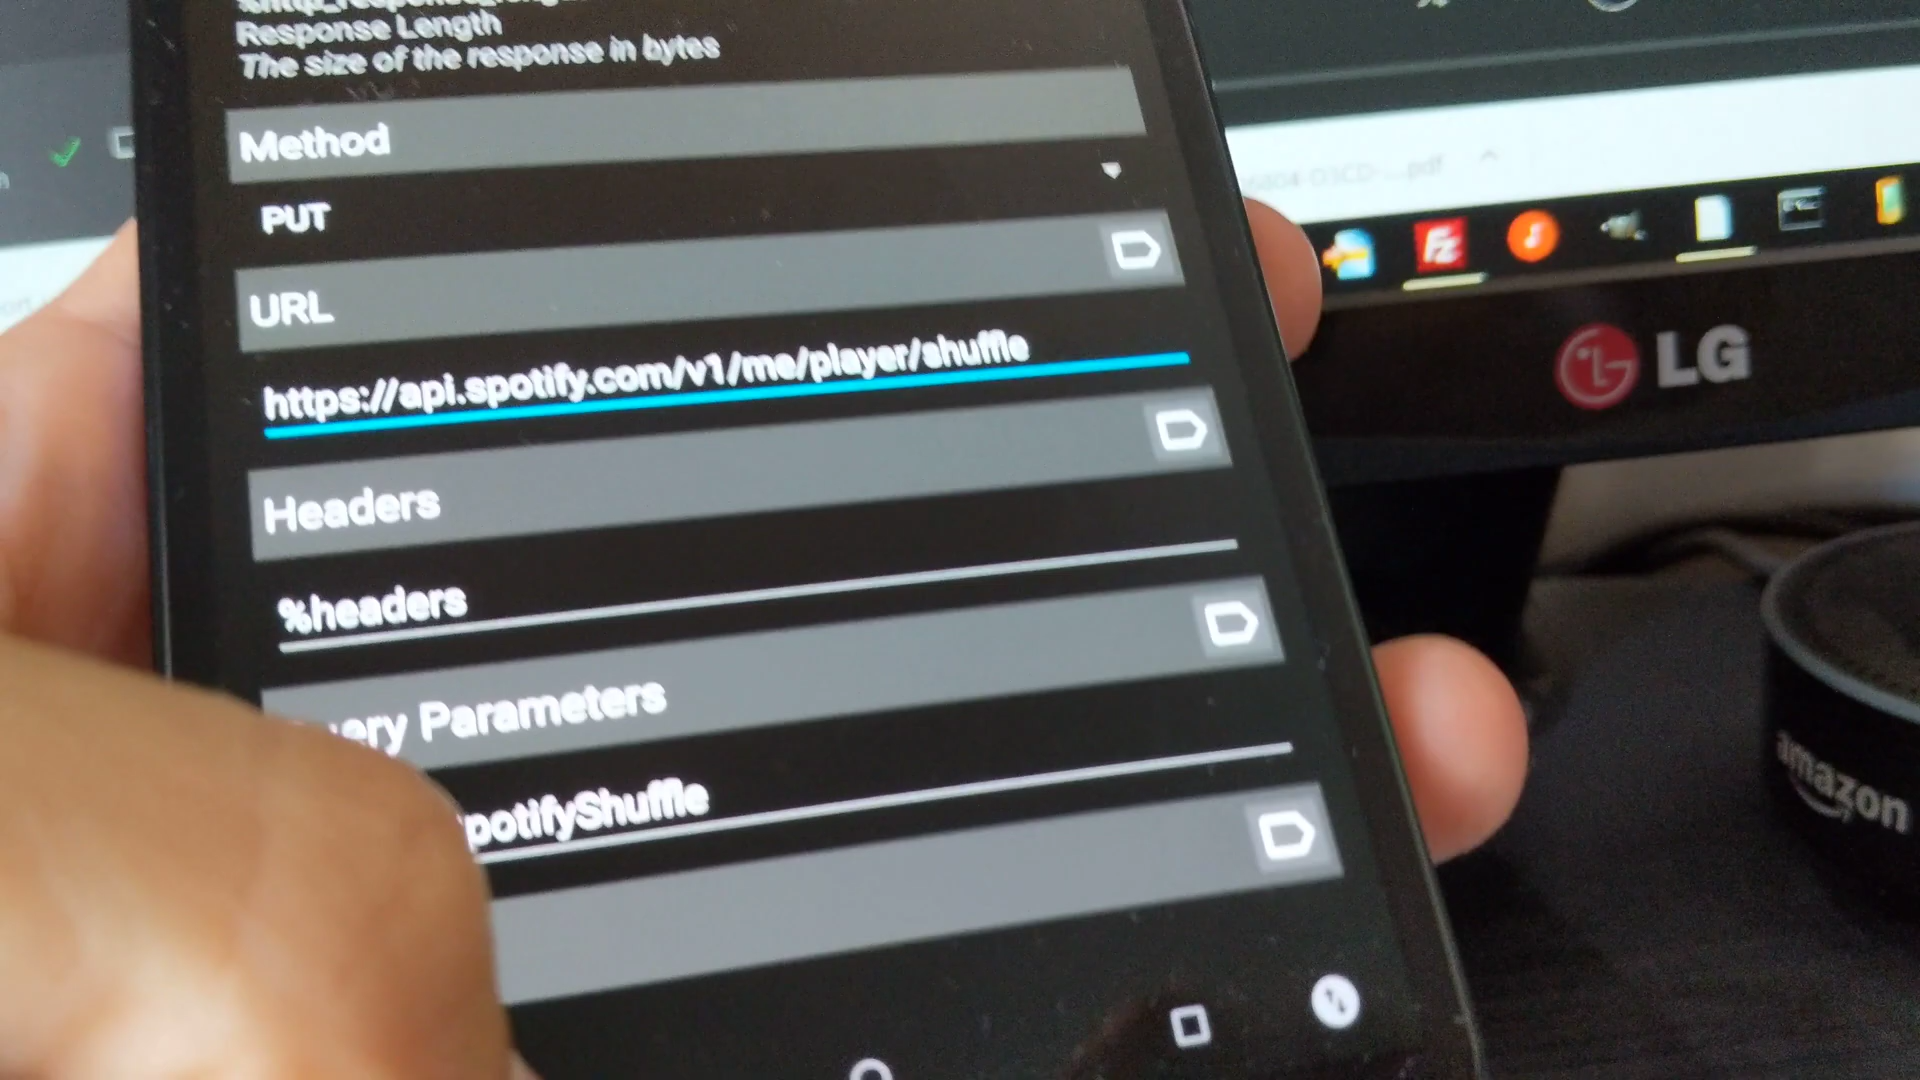 Response Length
The size of the response in bytes
Method
PUT
URL
https://api.spotify.com/v1/me/player/shuffle
Headers
%headers
Parameters
potifyShuffle
LG
amazon
Fz